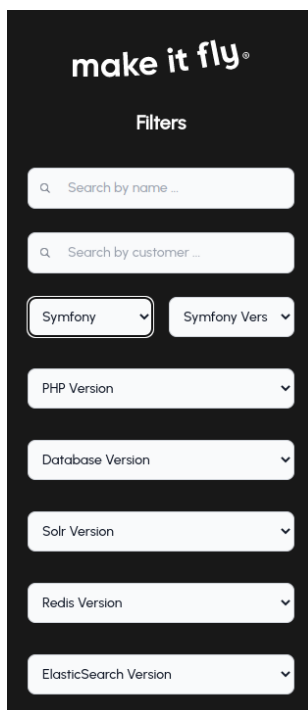 make it fly®
Filters
Search by name ...
Search by customer ...
Symfony
Symfony Vers
PHP Version
Database Version
Solr Version
Redis Version
ElasticSearch Version